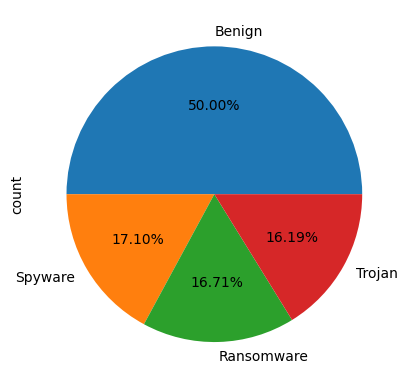 Benign
50.00%
count
17.10%
16.19%
Spyware
16.71%
Trojan
Ransomware